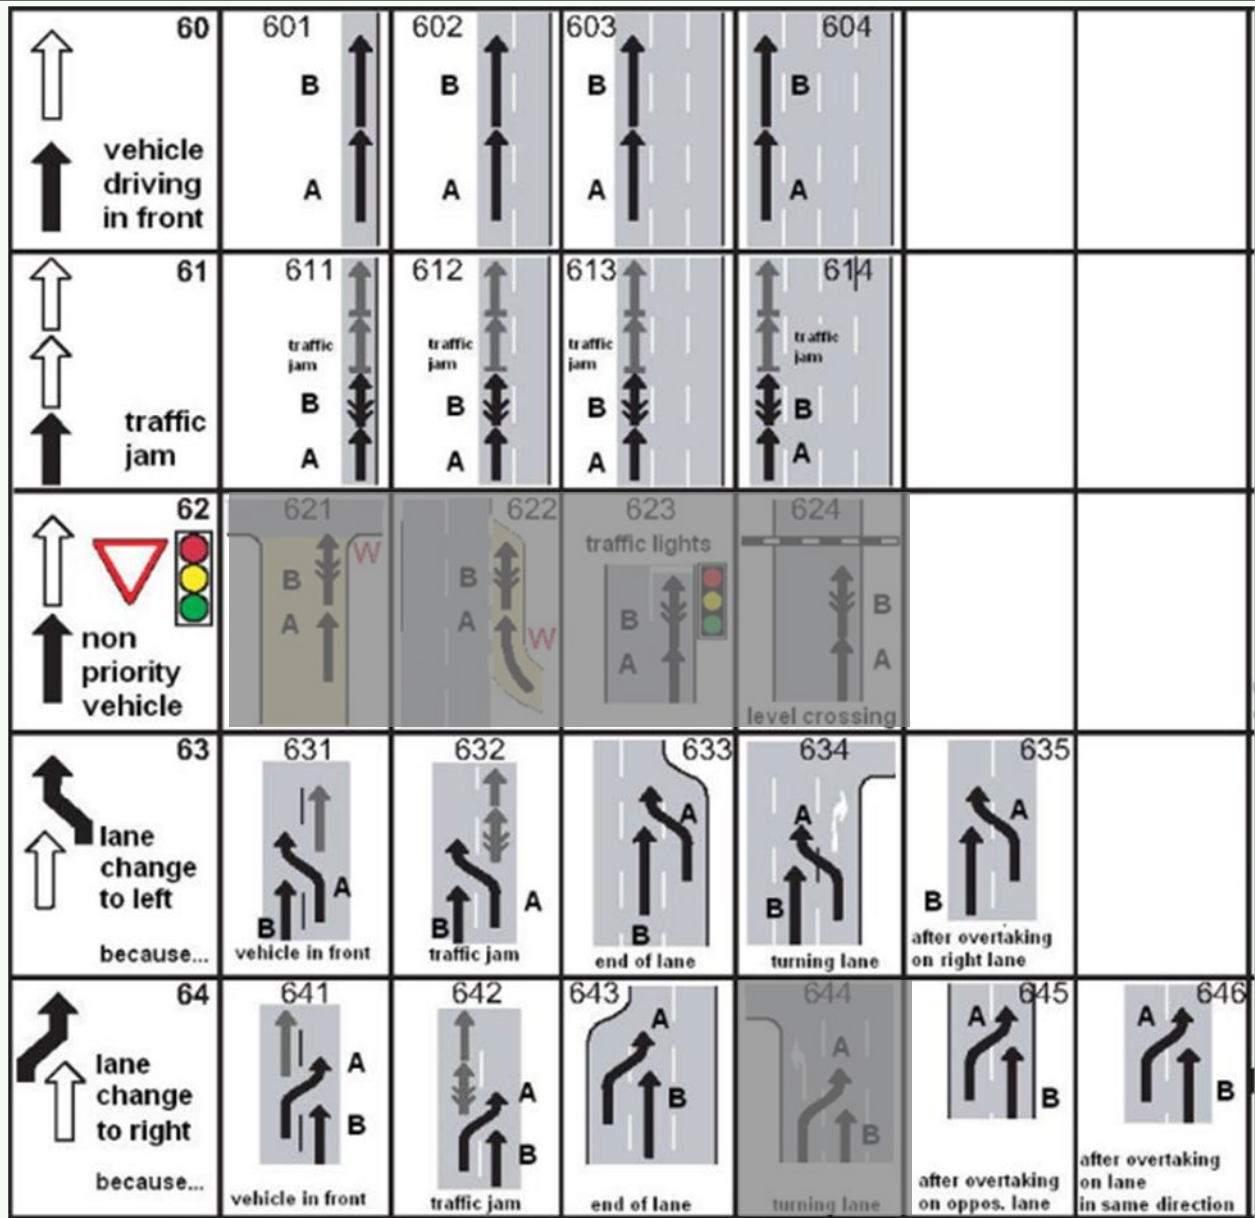 60
vehicle
driving
in front
601
B
A
602
B
A
603
B
A
604
B
A
61
traffic
jam
611
traffic
jam
B
A
612
traffic
jam
B
A
613
traffic
jam
B
A
614
traffic
jam
B
A
62
non
priority
vehicle
621
W
B
A
622
B
A
W
623
traffic lights
B
A
624
B
A
level crossing
63
lane
change
to left
because...
631
A
B
vehicle in front
632
A
B
traffic jam
633
A
B
end of lane
634
A
B
turning lane
635
A
B
after overtaking
on right lane
64
lane
change
to right
because...
641
A
B
vehicle in front
642
A
B
traffic jam
643
A
B
end of lane
644
A
B
turning lane
645
A
B
after overtaking
on oppos. lane
646
A
B
after overtaking
on lane
in same direction